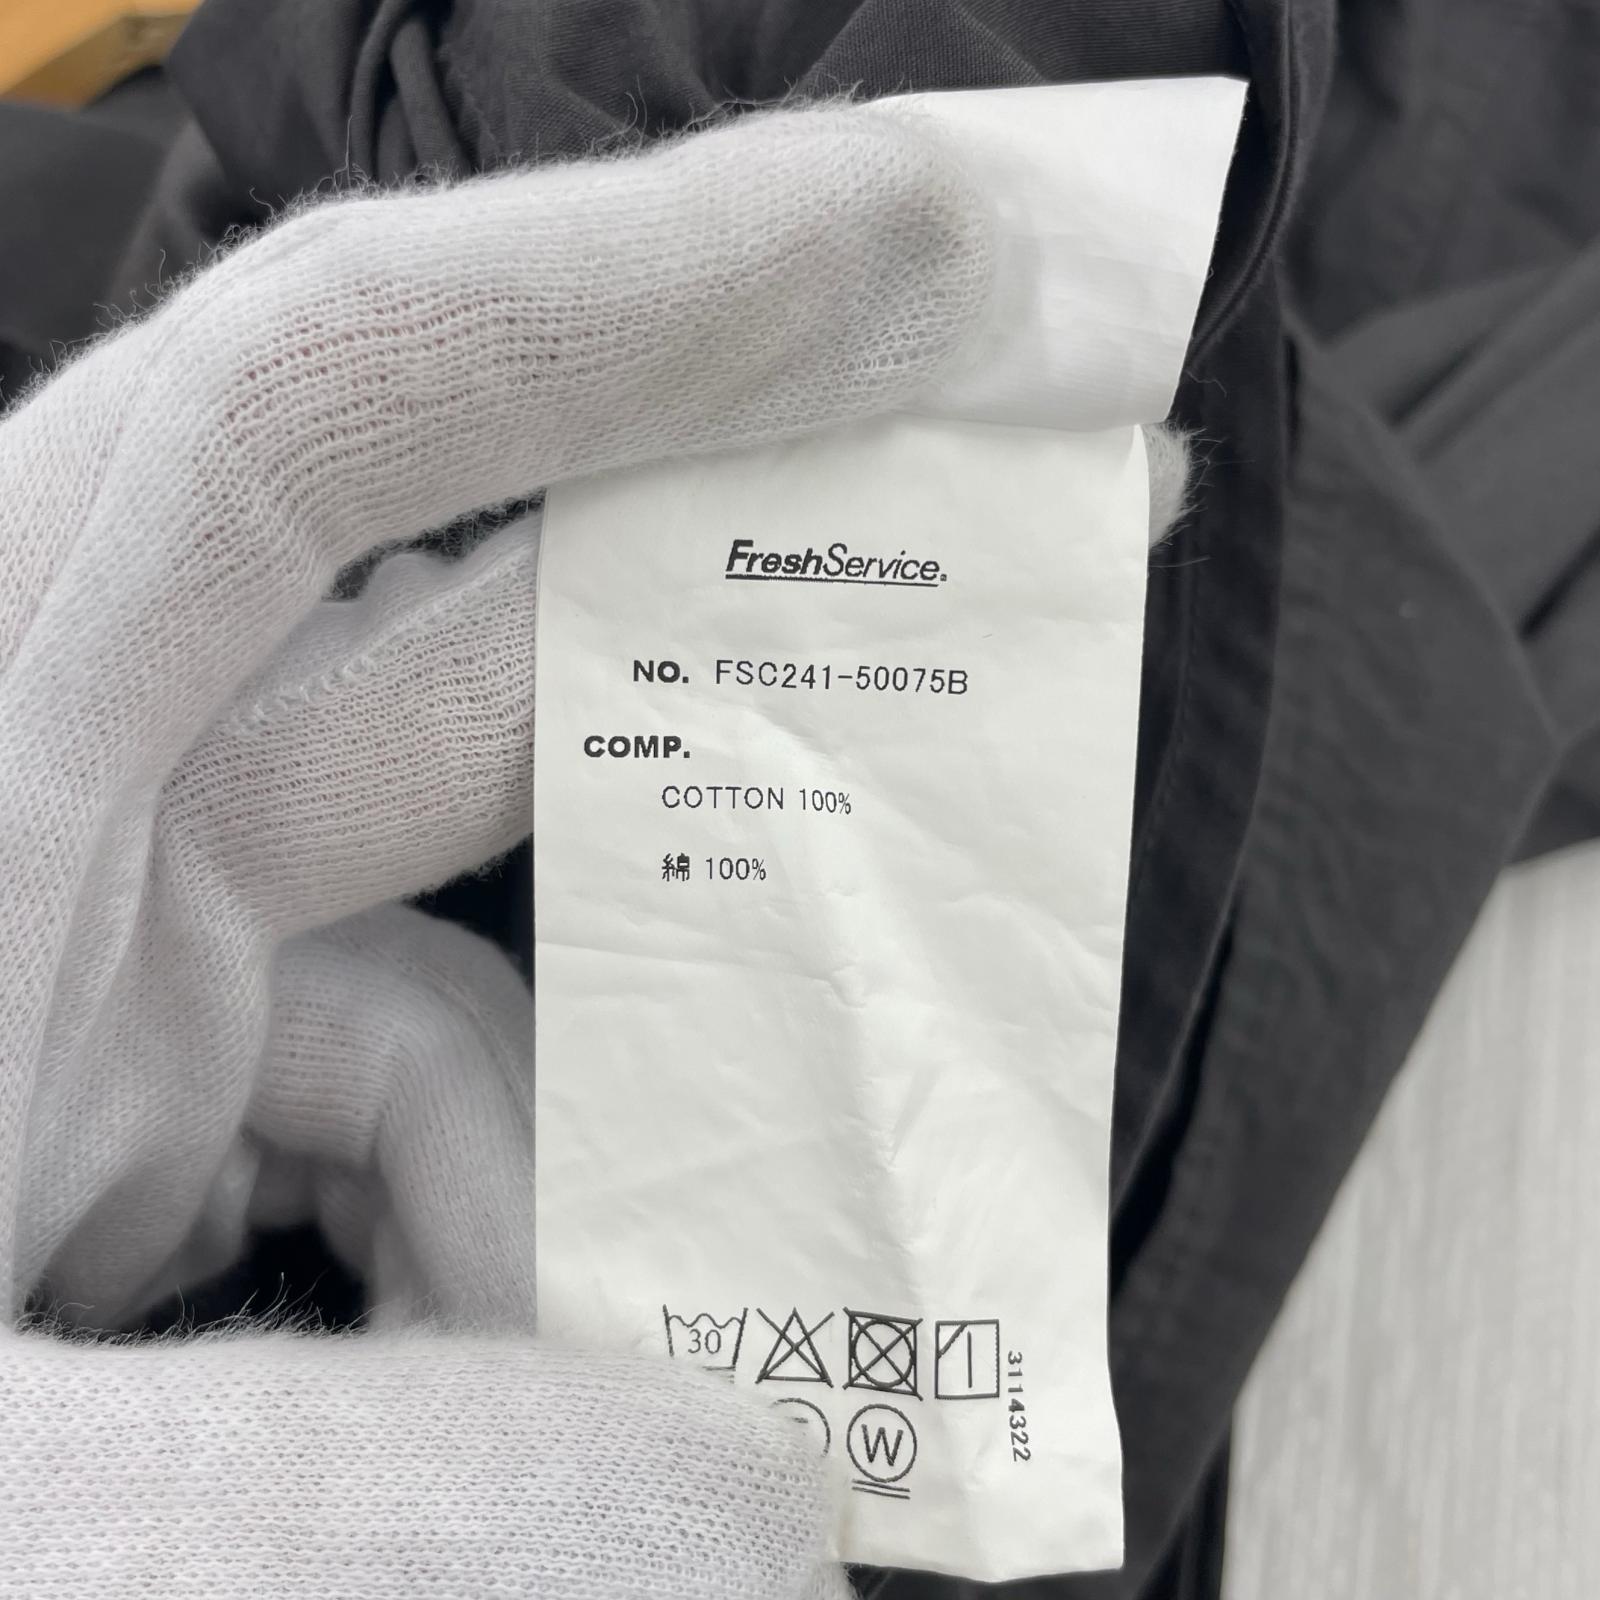 FreshService
NO. FSC241-50075B
COMP.
COTTON 100%
綿 100%
30
W
3114322